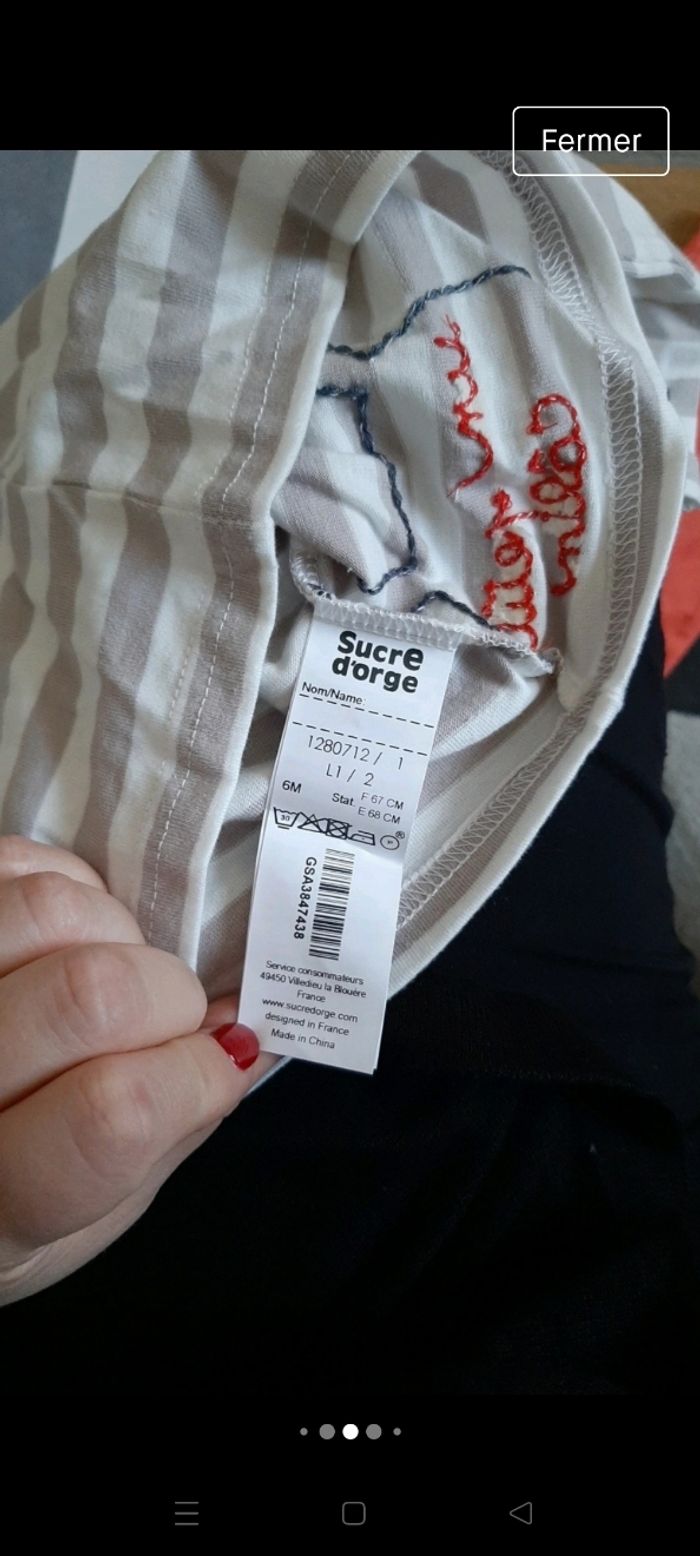 Fermer
Sucre
d'orge
Nom/Name:
1280712 / 1
L1 / 2
6M
Stat. F 67 CM
E 68 CM
30
GSA3847438
Service consommateurs
49450 Villedieu la Blouère
France
www.sucredorge.com
designed in France
Made in China